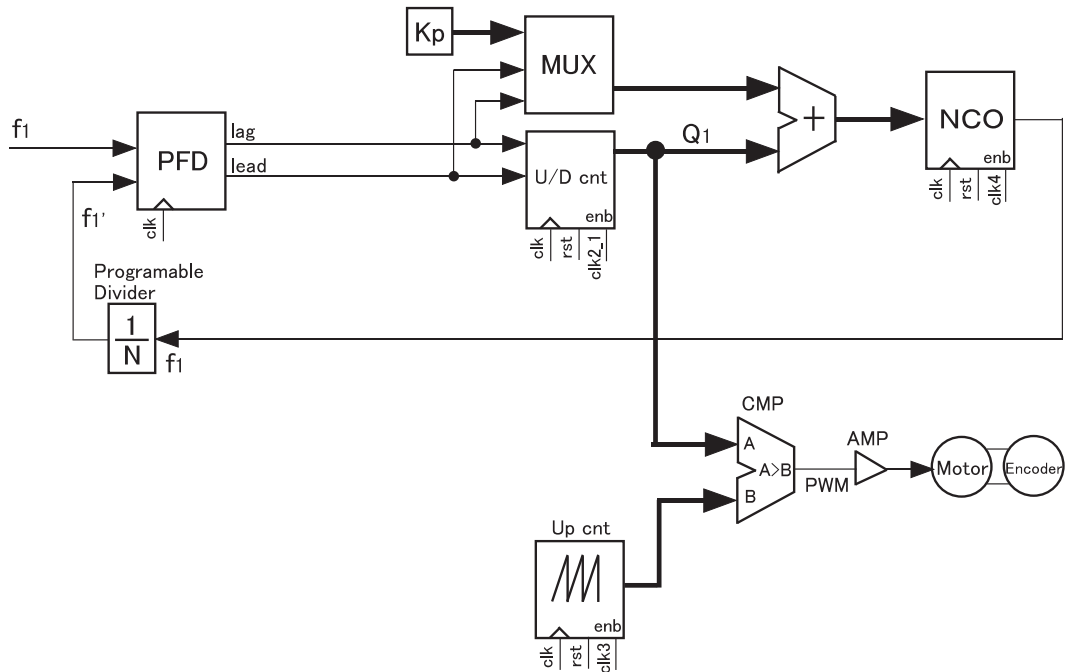 Kp
MUX
f1
PFD
lag
lead
clk
f1'
U/D cnt
enb
clk
rst
clk2_1
Q1
+
NCO
enb
clk
rst
clk4
Programable
Divider
1
N
f1
CMP
A
A>B
B
PWM
AMP
Motor
Encoder
Up cnt
enb
clk
rst
clk3